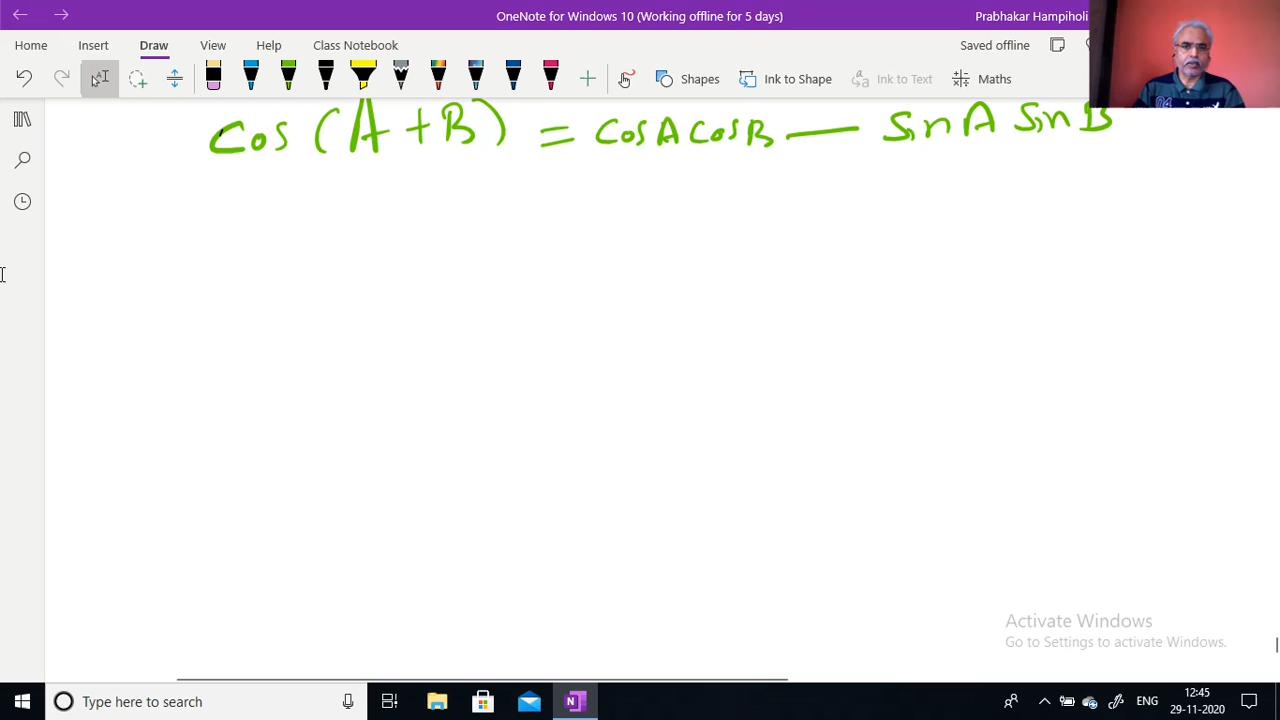 OneNote for Windows 10 (Working offline for 5 days)
Prabhakar Hampiholi
Home Insert Draw View Help Class Notebook
Saved offline
Shapes Ink to Shape Ink to Text Maths
Cos (A+B) = CosA CosB — Sin A Sin B
Activate Windows
Go to Settings to activate Windows.
Type here to search
ENG
12:45
29-11-2020